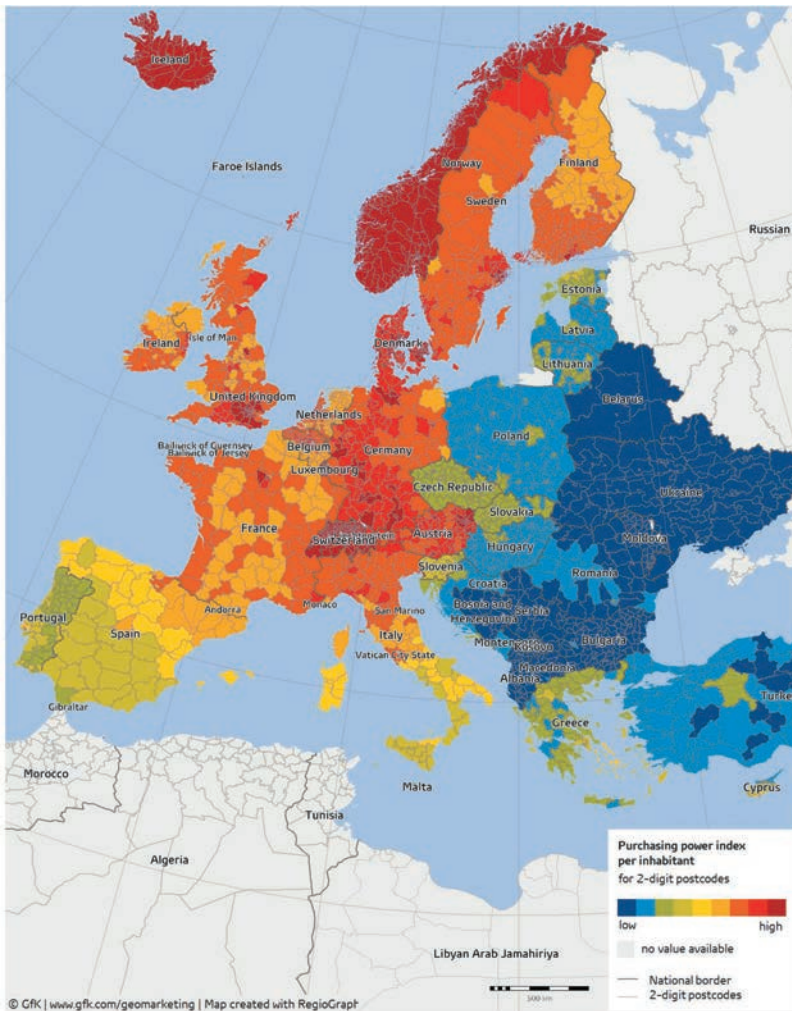 Iceland
Faroe Islands
Norway
Finland
Sweden
Russian
Estonia
Latvia
Lithuania
Ireland
Isle of Man
Denmark
United Kingdom
Belarus
Netherlands
Poland
Bailiwick of Guernsey
Bailiwick of Jersey
Belgium
Germany
Luxembourg
Czech Republic
Ukraine
Slovakia
France
Switzerland
Austria
Moldova
Hungary
Slovenia
Romania
Croatia
Andorra
Monaco
San Marino
Bosnia and
Herzegovina
Serbia
Portugal
Spain
Italy
Kosovo
Bulgaria
Vatican City State
Macedonia
Albania
Turke
Gibraltar
Greece
Morocco
Malta
Cyprus
Tunisia
Algeria
Libyan Arab Jamahiriya
Purchasing power index
per inhabitant
for 2-digit postcodes
low high
no value available
National border
2-digit postcodes
500 km
© GfK | www.gfk.com/geomarketing | Map created with RegioGraph